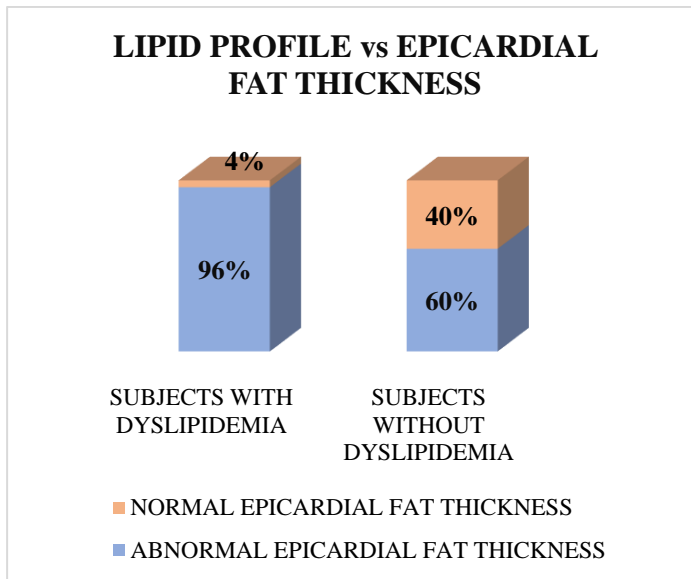 LIPID PROFILE vs EPICARDIAL
FAT THICKNESS
4%
40%
96%
60%
SUBJECTS WITH
DYSLIPIDEMIA
SUBJECTS
WITHOUT
DYSLIPIDEMIA
NORMAL EPICARDIAL FAT THICKNESS
ABNORMAL EPICARDIAL FAT THICKNESS